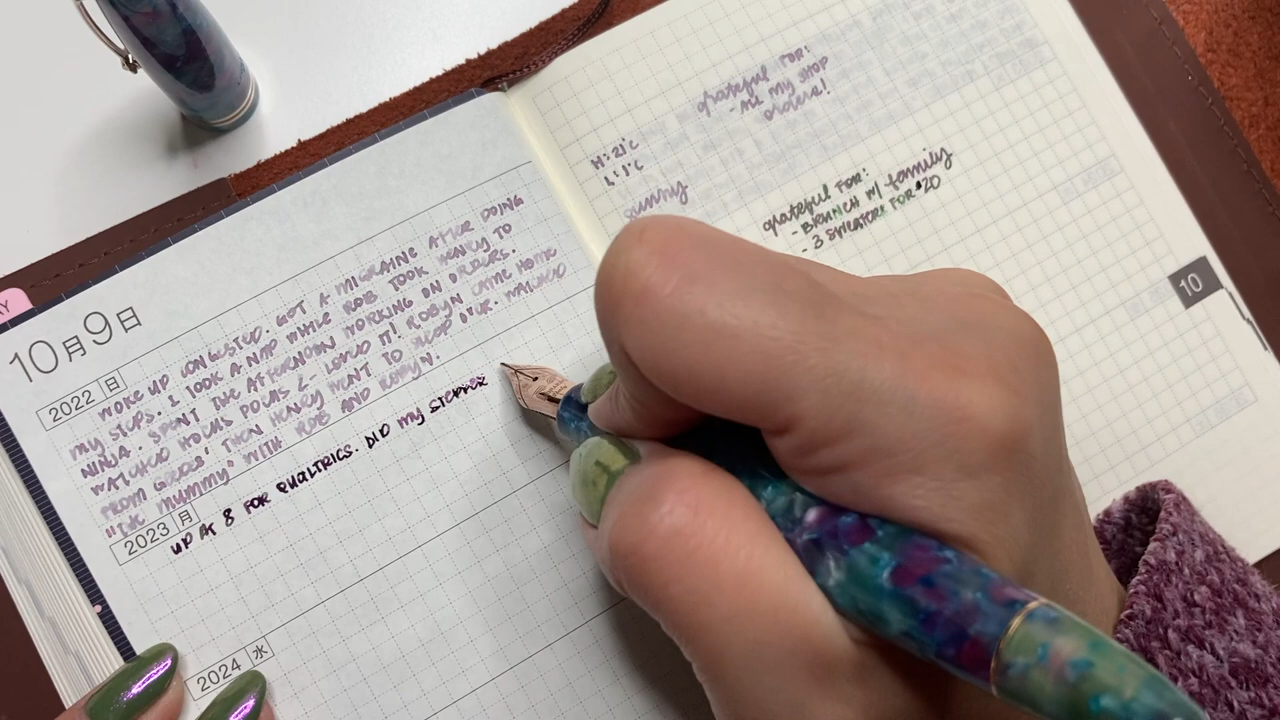 10月9日
2022 日
WOKE UP CONGESTED. GOT A MIGRAINE AFTER DOING
MY STEPS. I TOOK A NAP WHILE ROB TOOK HENRY TO
NINJA. SPENT THE AFTERNOON WORKING ON ORDERS.
WATCHED HOCUS POCUS 2 - LOVED IT! ROBYN CAME HOME
FROM THEN HENRY WENT TO SLEEP OVER. WATCHED
"THE MUMMY" WITH ROB AND ROBYN.
2023 月
UP AT 8 FOR QUALTRICS. DID MY STEPPER
2024 水
grateful FOR:
- MY SHOP
orders!
H: 21°C
L: 1°C
sunny
grateful FOR:
- BRUNCH W/ family
- 3 SWEATERS FOR $20
10